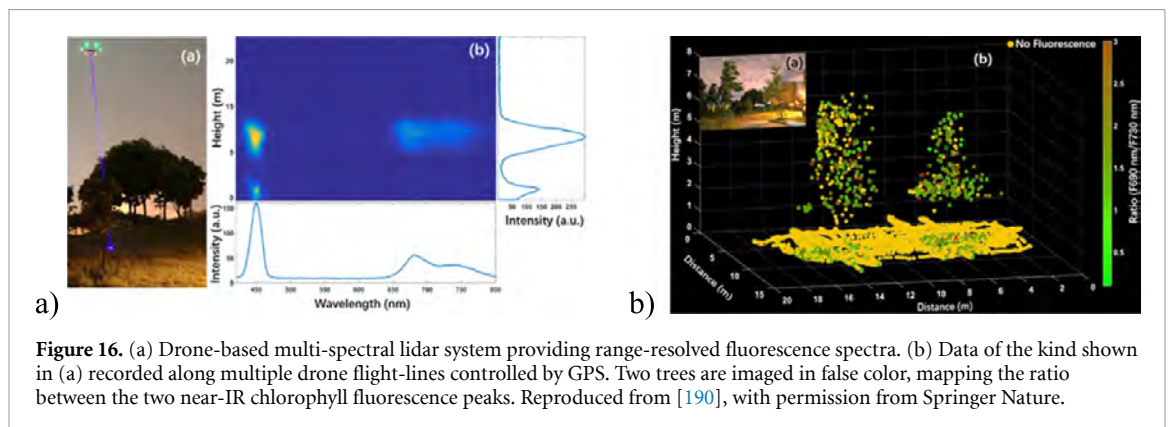 (a)
(b)
Height (m)
20
15
5
0
Intensity (a.u.)
50 100 150 200 250
Intensity (a.u.)
150
100
50
0
450 500 550 600 650 700 750 800
Wavelength (nm)
a)
(a)
(b)
No Fluorescence
Height (m)
8
7
6
5
4
3
2
1
0
Distance (m)
5
10
15
20 18 16 14 12 10 8 6 4 2 0
Distance (m)
3
2.5
2
1.5
1
0.5
Ratio (F690 nm/F730 nm)
b)
Figure 16. (a) Drone-based multi-spectral lidar system providing range-resolved fluorescence spectra. (b) Data of the kind shown
in (a) recorded along multiple drone flight-lines controlled by GPS. Two trees are imaged in false color, mapping the ratio
between the two near-IR chlorophyll fluorescence peaks. Reproduced from [190], with permission from Springer Nature.